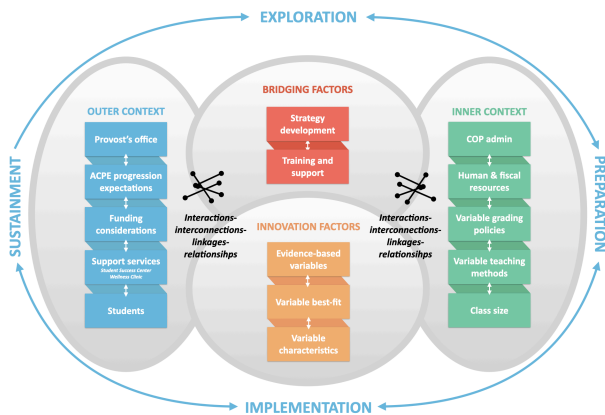 EXPLORATION
BRIDGING FACTORS
Strategy
development
Training and
support
OUTER CONTEXT
Provost's office
ACPE progression
expectations
Funding
considerations
Support services
Student Success Center
Wellness Clinic
Students
INNER CONTEXT
COP admin
Human & fiscal
resources
Variable grading
policies
Variable teaching
methods
Class size
SUSTAINMENT
PREPARATION
Interactions-
interconnections-
linkages-
relationsihps
Interactions-
interconnections-
linkages-
relationsihps
INNOVATION FACTORS
Evidence-based
variables
Variable best-fit
Variable
characteristics
IMPLEMENTATION